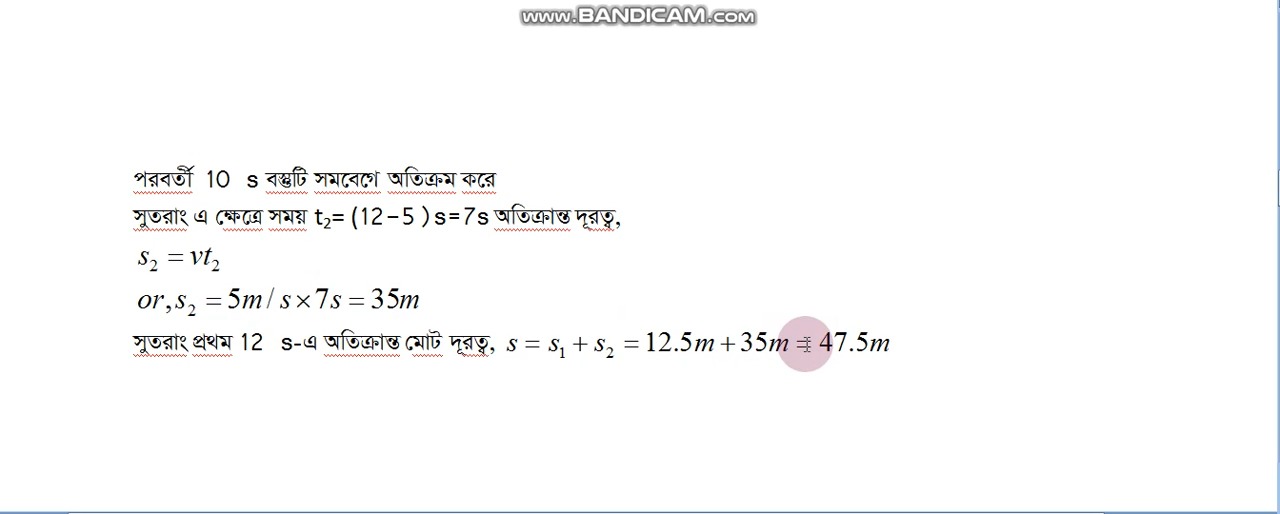 www.BANDICAM.com
পরবর্তী 10 s বস্তুটি সমবেগে অতিক্রম করে
সুতরাং এ ক্ষেত্রে সময় t₂= (12-5 )s=7s অতিক্রান্ত দূরত্ব,
s₂ = vt₂
or, s₂ = 5m / s × 7s = 35m
সুতরাং প্রথম 12 s-এ অতিক্রান্ত মোট দূরত্ব, s = s₁ + s₂ = 12.5m + 35m = 47.5m